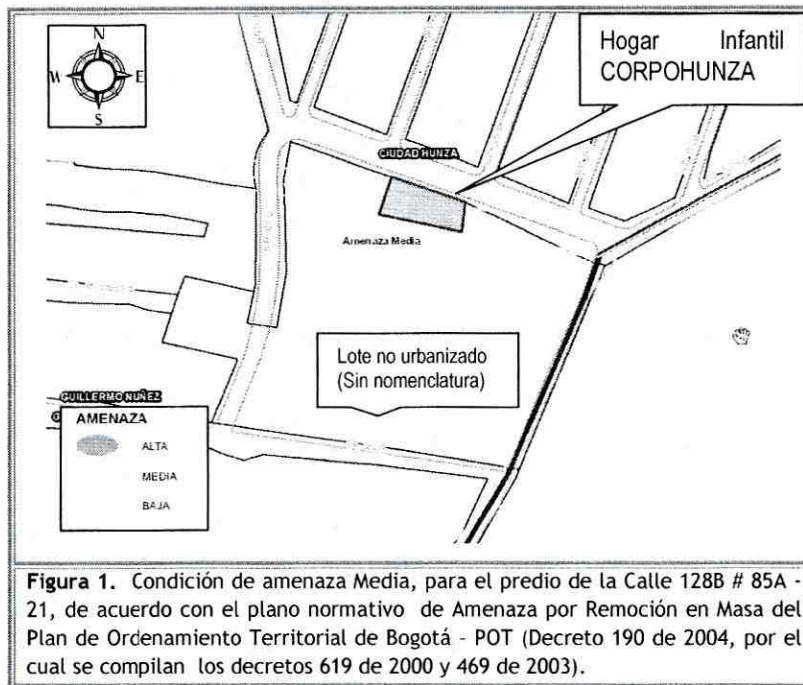 N
W
E
S
Hogar Infantil
CORPOHUNZA
CIUDAD HUNZA
Amenaza Media
Lote no urbanizado
(Sin nomenclatura)
GUILLERMO NUÑEZ
AMENAZA
ALTA
MEDIA
BAJA
Figura 1. Condición de amenaza Media, para el predio de la Calle 128B # 85A -
21, de acuerdo con el plano normativo de Amenaza por Remoción en Masa del
Plan de Ordenamiento Territorial de Bogotá - POT (Decreto 190 de 2004, por el
cual se compilan los decretos 619 de 2000 y 469 de 2003).